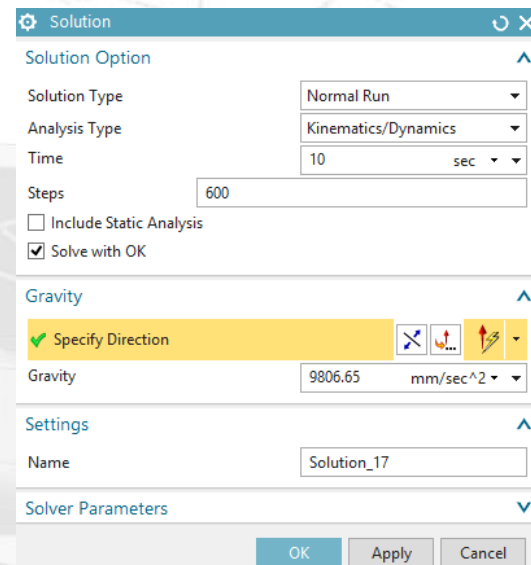 Solution
Solution Option
Solution Type Normal Run
Analysis Type Kinematics/Dynamics
Time 10 sec
Steps 600
Include Static Analysis
Solve with OK
Gravity
Specify Direction
Gravity 9806.65 mm/sec^2
Settings
Name Solution_17
Solver Parameters
OK Apply Cancel